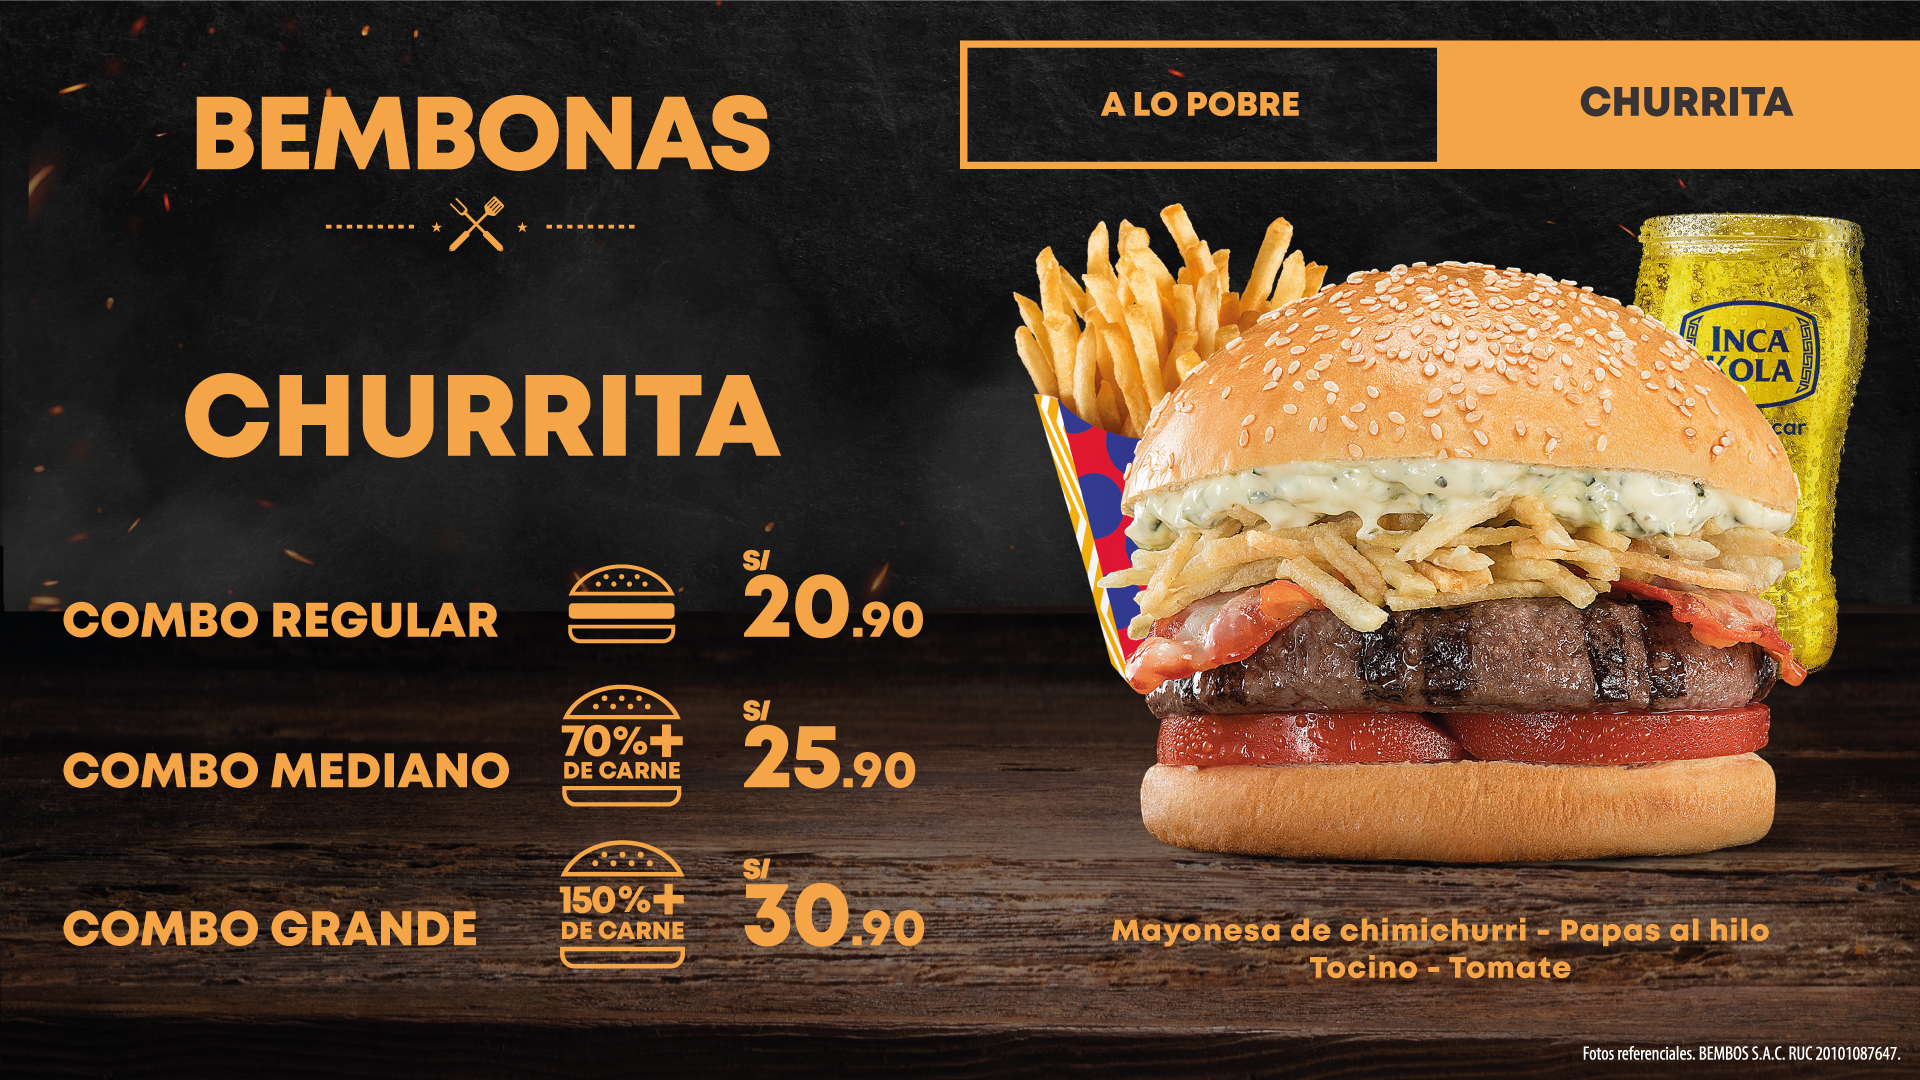 BEMBONAS
A LO POBRE
CHURRITA
CHURRITA
COMBO REGULAR
S/
20.90
COMBO MEDIANO
70%+
DE CARNE
S/
25.90
COMBO GRANDE
150%+
DE CARNE
S/
30.90
INCA
KOLA
car
Mayonesa de chimichurri - Papas al hilo
Tocino - Tomate
Fotos referenciales. BEMBOS S.A.C. RUC 20101087647.